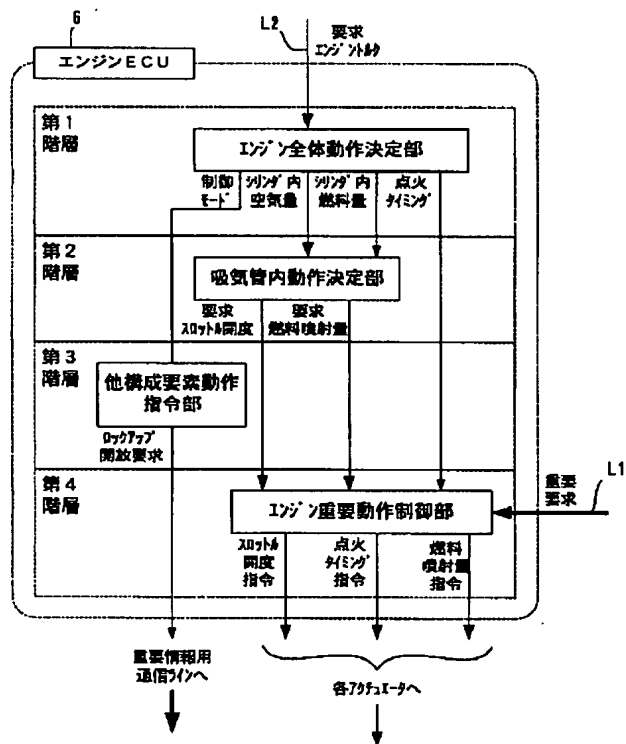 6
エンジンECU
L2
要求
エンジントルク
第1
階層
エンジン全体動作決定部
制御
モード
シリンダ内
空気量
シリンダ内
燃料量
点火
タイミング
第2
階層
吸気管内動作決定部
要求
スロットル開度
要求
燃料噴射量
第3
階層
他構成要素動作
指令部
ロックアップ
開放要求
第4
階層
エンジン重要動作制御部
重要
要求
L1
スロットル
開度
指令
点火
タイミング
指令
燃料
噴射量
指令
重要情報用
通信ラインへ
各アクチュエータへ